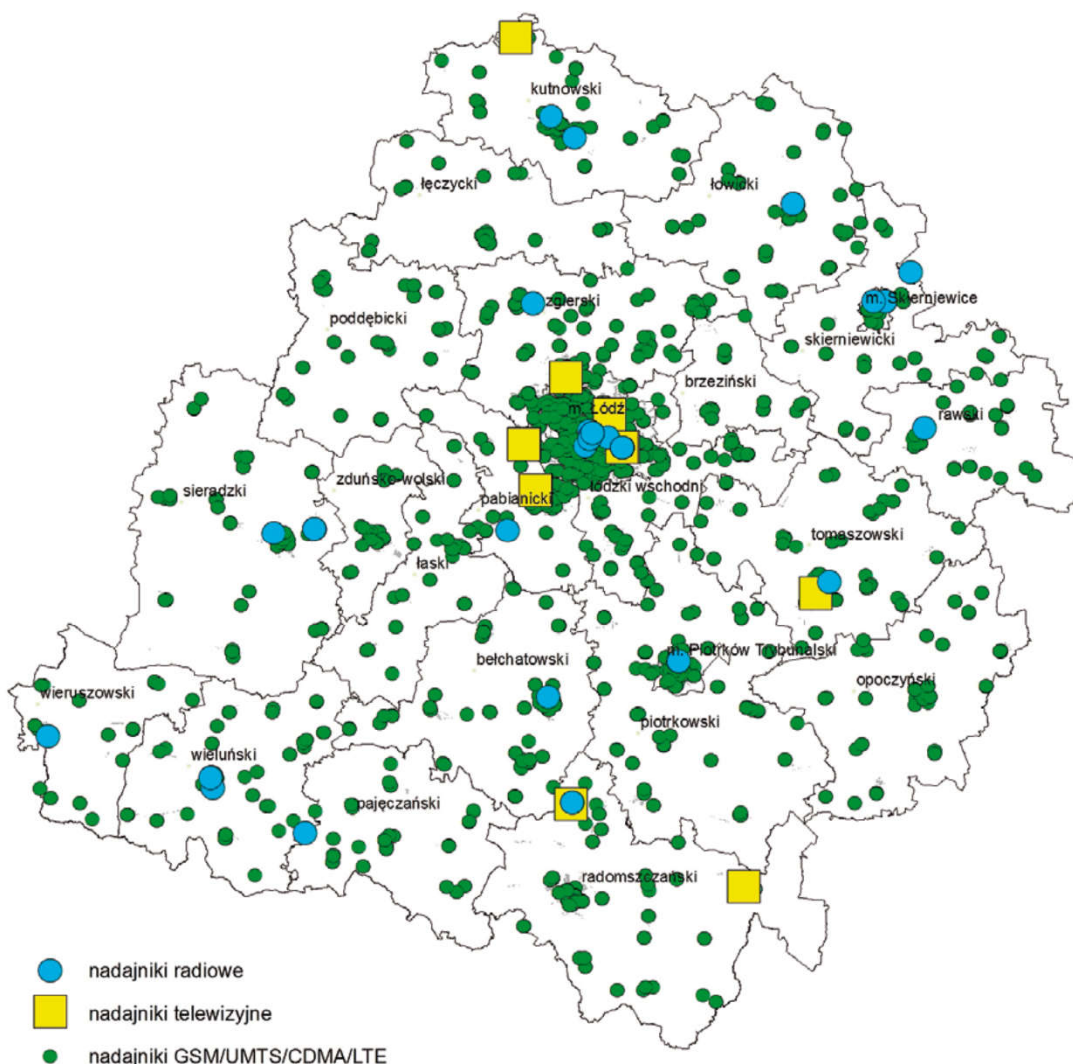 kutnowski
łęczycki
łowicki
m. Skierniewice
zgierski
poddębicki
skierniewicki
brzeziński
m. Łódź
rawski
zduńsko-wolski
sieradzki
łódzki wschodni
pabianicki
tomaszowski
łaski
m. Piotrków Trybunalski
bełchatowski
opoczyński
wieruszowski
piotrkowski
wieluński
pajęczański
radomszczański
nadajniki radiowe
nadajniki telewizyjne
nadajniki GSM/UMTS/CDMA/LTE